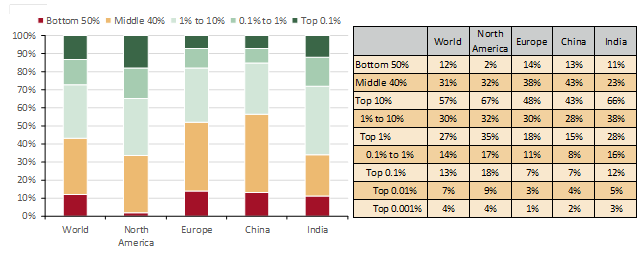 Bottom 50% Middle 40% 1% to 10% 0.1%to 1% Top 0.1%
100%
90%
80%
70%
60%
50%
40%
30%
20%
10%
0%
World North America Europe China India
World North America Europe China India
Bottom 50% 12% 2% 14% 13% 11%
Middle 40% 31% 32% 38% 43% 23%
Top 10% 57% 67% 48% 43% 66%
1% to 10% 30% 32% 30% 28% 38%
Top 1% 27% 35% 18% 15% 28%
0.1% to 1% 14% 17% 11% 8% 16%
Top 0.1% 13% 18% 7% 7% 12%
Top 0.01% 7% 9% 3% 4% 5%
Top 0.001% 4% 4% 1% 2% 3%